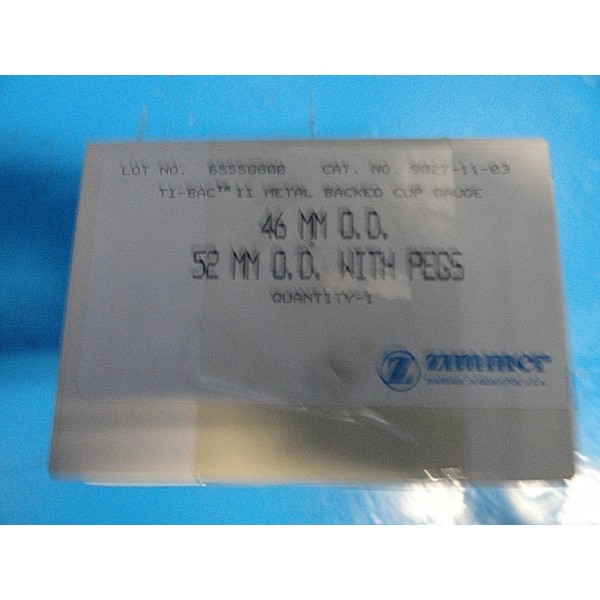 LOT NO. 65558800 CAT. NO. 9027-11-03
TI-BAC™ II METAL BACKED CUP GAUGE
46 MM O.D.
52 MM O.D. WITH PEGS
QUANTITY-1
Z zimmer